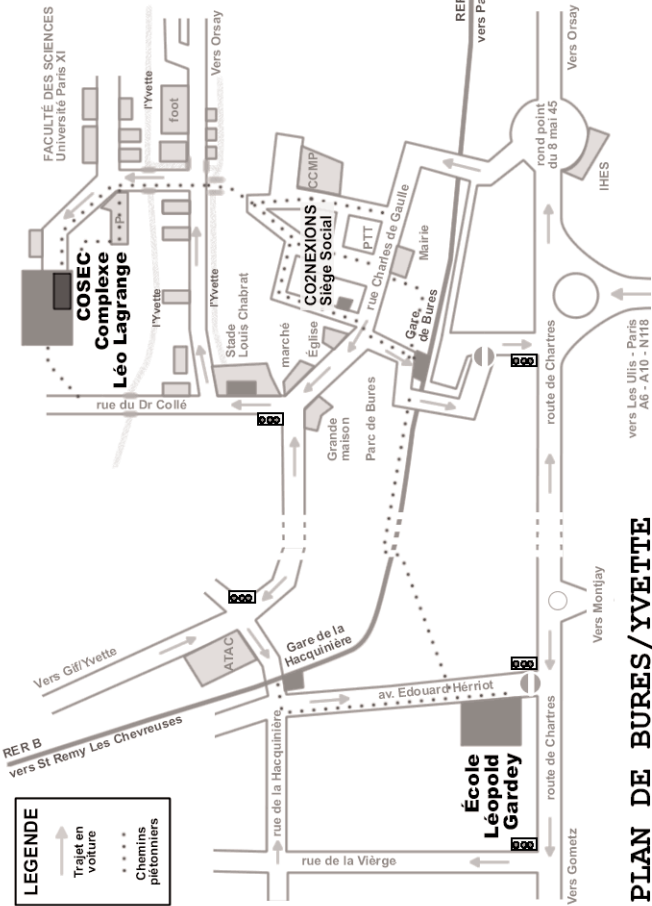 PLAN DE BURES/YVETTE
LEGENDE
Trajet en
voiture
Chemins
piétonniers
RER B
vers St Remy Les Chevreuses
Vers Gif/Yvette
ATAC
Gare de la
Hacquinière
rue de la Hacquinière
av. Edouard Hérriot
École
Léopold
Gardey
rue de la Vièrge
Vers Gometz
route de Chartres
Vers Montjay
FACULTÉ DES SCIENCES
Université Paris XI
l'Yvette
foot
Vers Orsay
P
COSEC
Complexe
Léo Lagrange
l'Yvette
l'Yvette
rue du Dr Collé
Stade
Louis Chabrat
marché
Église
Grande
maison
Parc de Bures
COZNEXIONS
Siège Social
CCMP
PTT
rue Charles de Gaulle
Mairie
Gare
de Bures
RER
vers Pa
route de Chartres
vers Les Ulis - Paris
A6 - A10 - N118
rond point
du 8 mai 45
IHES
Vers Orsay